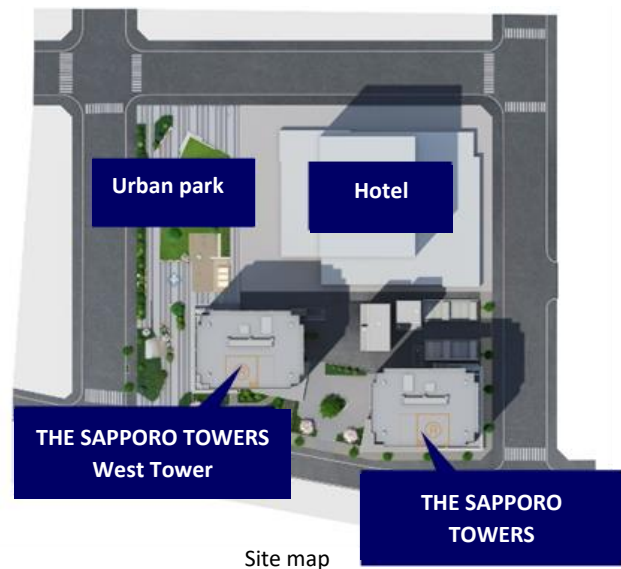 Urban park
Hotel
THE SAPPORO TOWERS
West Tower
THE SAPPORO
TOWERS
Site map